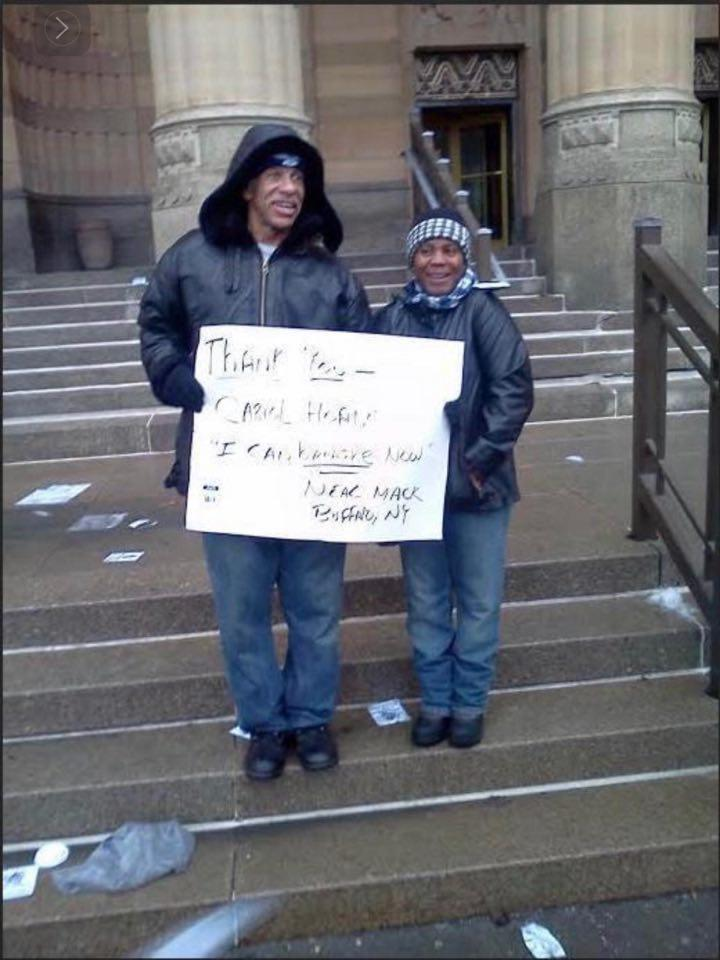 THANK You —
CARIOL HORNE
"I CAN breathe NOW"
NEAL MACK
BUFFALO, NY